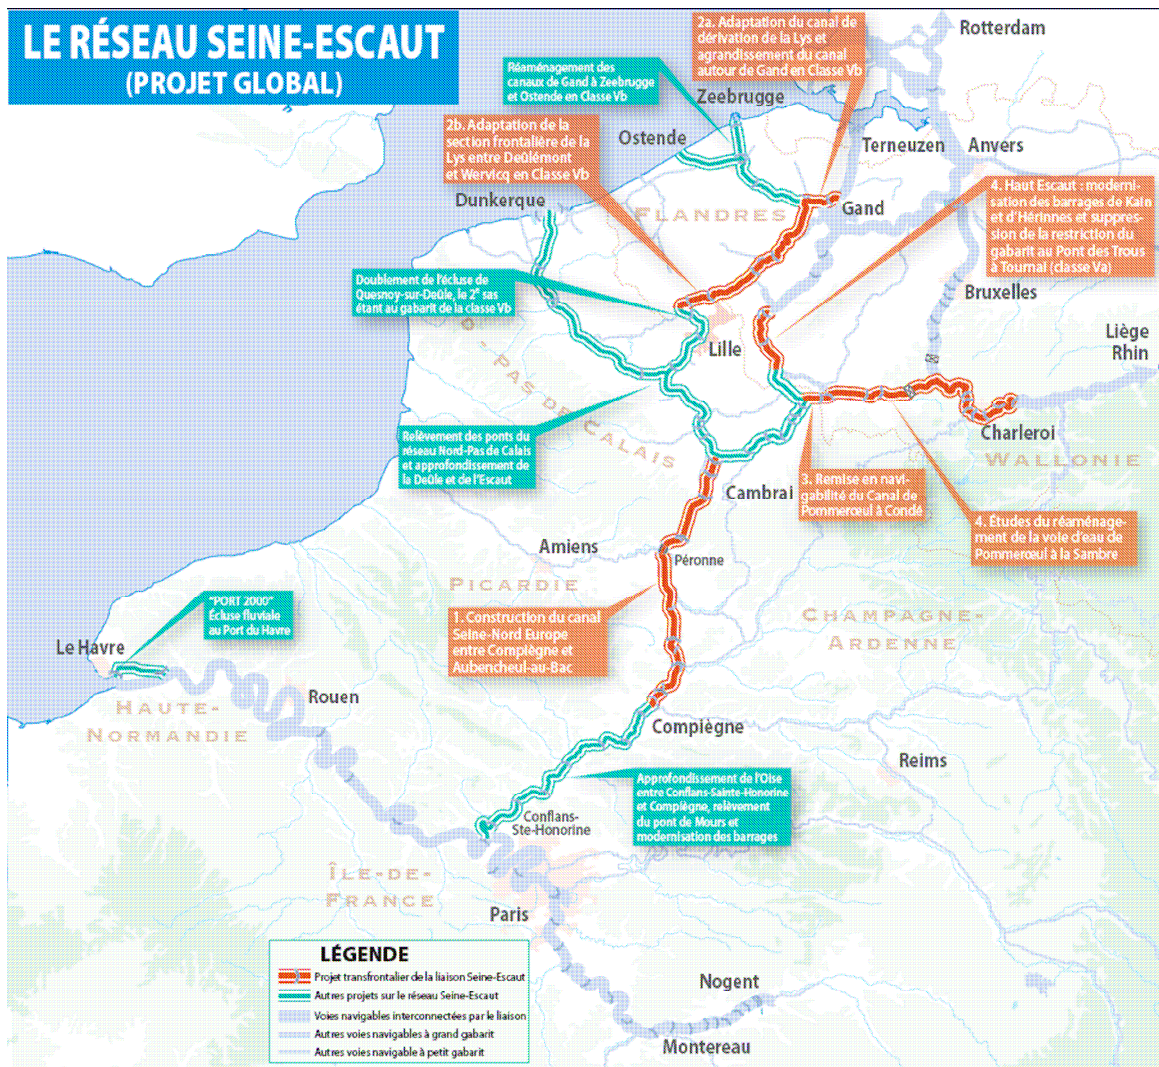 LE RÉSEAU SEINE-ESCAUT
(PROJET GLOBAL)
2a. Adaptation du canal de
dérivation de la Lys et
agrandissement du canal
autour de Gand en Classe Vb
Rotterdam
Réaménagement des
canaux de Gand à Zeebrugge
et Ostende en Classe Vb
Zeebrugge
2b. Adaptation de la
section frontalière de la
Lys entre Deûlémont
et Wervicq en Classe Vb
Ostende
Terneuzen
Anvers
Dunkerque
FLANDRES
Gand
4. Haut Escaut : moderni-
sation des barrages de Kain
et d'Hérinnes et suppres-
sion de la restriction du
gabarit au Pont des Trous
à Tournai (classe Va)
Doublement de l'écluse de
Quesnoy-sur-Deûle, le 2e sas
étant au gabarit de la classe Vb
Bruxelles
Liège
Rhin
Lille
- PAS DE CALAIS
Relèvement des ponts du
réseau Nord-Pas de Calais
et approfondissement de
la Deûle et de l'Escaut
Charleroi
WALLONIE
Cambrai
3. Remise en navi-
gabilité du Canal de
Pommerœul à Condé
4. Etudes du réaménage-
ment de la voie d'eau de
Pommerœul à la Sambre
Amiens
Péronne
PICARDIE
"PORT 2000"
Écluse fluviale
au Port du Havre
1. Construction du canal
Seine-Nord Europe
entre Compiègne et
Aubencheul-au-Bac
CHAMPAGNE-
ARDENNE
Le Havre
Rouen
HAUTE-
NORMANDIE
Compiègne
Reims
Approfondissement de l'Oise
entre Conflans-Sainte-Honorine
et Compiègne, relèvement
du pont de Mours et
modernisation des barrages
Conflans-
Ste-Honorine
ÎLE-DE-
FRANCE
Paris
LÉGENDE
Projet transfrontalier de la liaison Seine-Escaut
Autres projets sur le réseau Seine-Escaut
Voies navigables interconnectées par le liaison
Autres voies navigables à grand gabarit
Autres voies navigable à petit gabarit
Nogent
Montereau